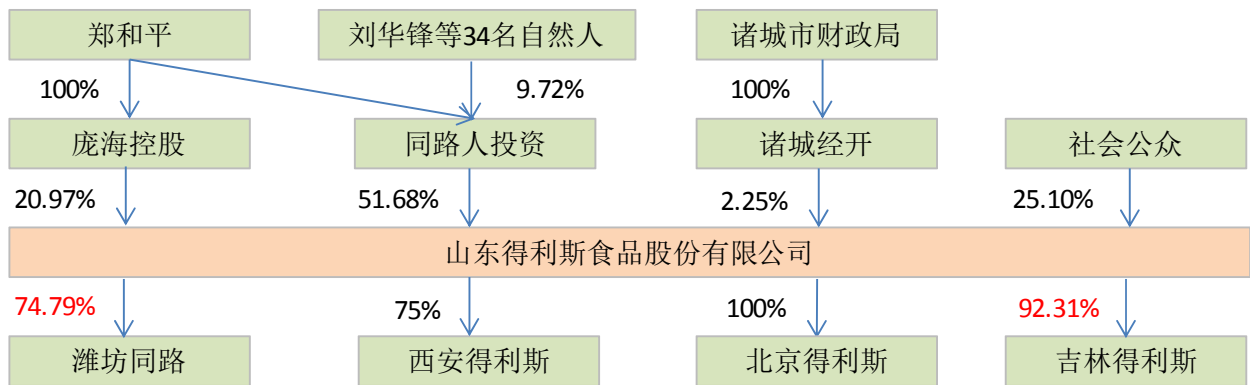 郑和平
刘华锋等34名自然人
诸城市财政局
100%
9.72%
100%
庞海控股
同路人投资
诸城经开
社会公众
20.97%
51.68%
2.25%
25.10%
山东得利斯食品股份有限公司
74.79%
75%
100%
92.31%
潍坊同路
西安得利斯
北京得利斯
吉林得利斯